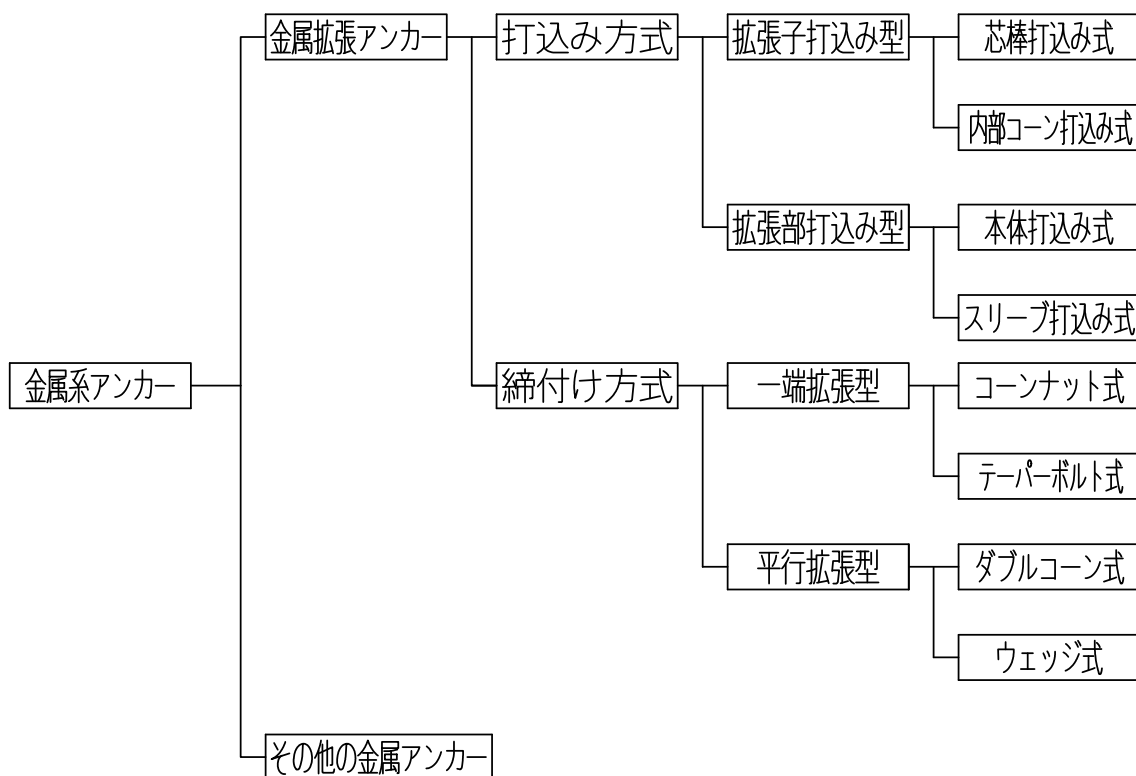 金属拡張アンカー
打込み方式
拡張子打込み型
芯棒打込み式
内部コーン打込み式
拡張部打込み型
本体打込み式
スリーブ打込み式
金属系アンカー
締付け方式
一端拡張型
コーンナット式
テーパーボルト式
平行拡張型
ダブルコーン式
ウェッジ式
その他の金属アンカー